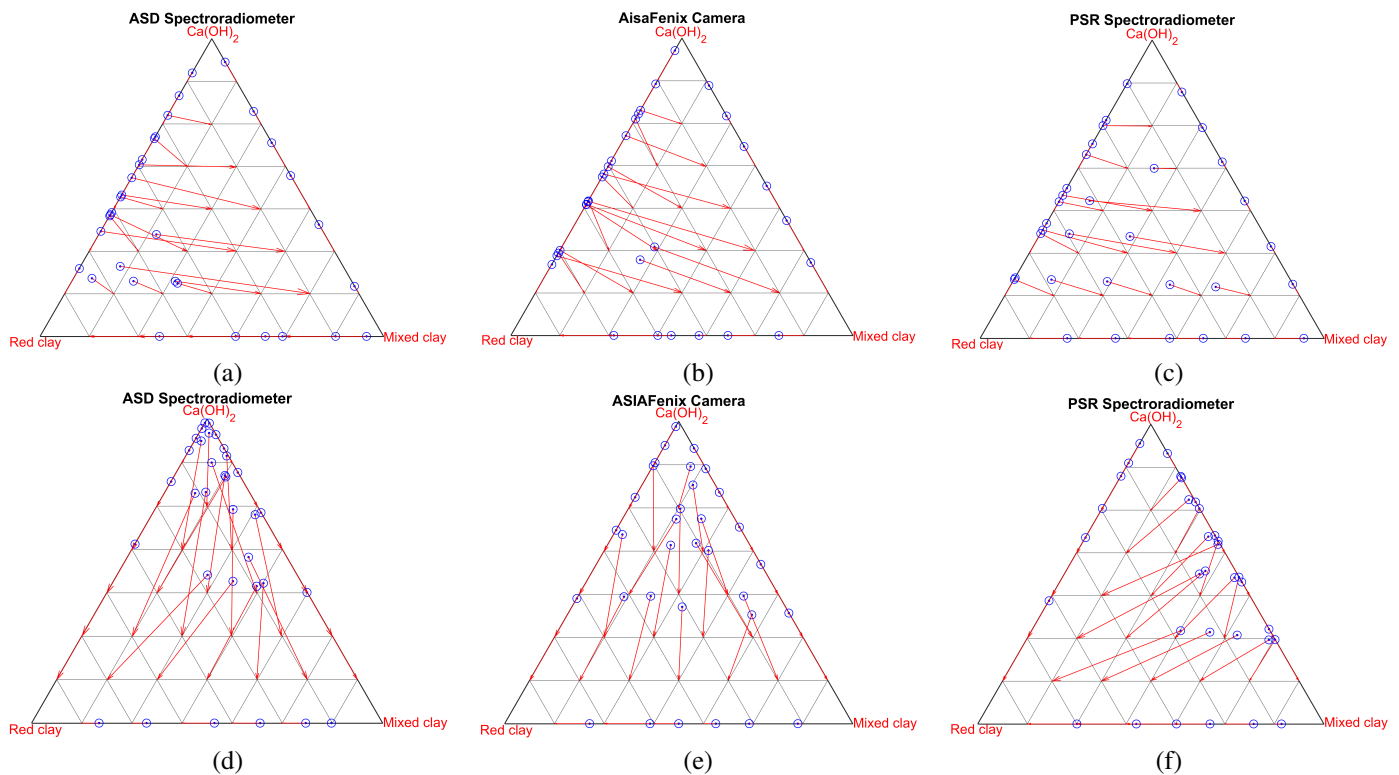 ASD Spectroradiometer
Ca(OH)2
Red clay
Mixed clay
(a)
AisaFenix Camera
Ca(OH)2
Red clay
Mixed clay
(b)
PSR Spectroradiometer
Ca(OH)2
Red clay
Mixed clay
(c)
ASD Spectroradiometer
Ca(OH)2
Red clay
Mixed clay
(d)
ASIAFenix Camera
Ca(OH)2
Red clay
Mixed clay
(e)
PSR Spectroradiometer
Ca(OH)2
Red clay
Mixed clay
(f)